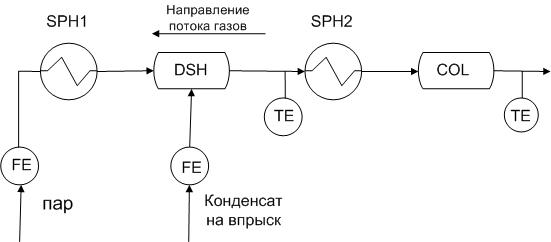 Направление
потока газов
SPH1
SPH2
DSH
COL
TE
TE
FE
FE
пар
Конденсат
на впрыск